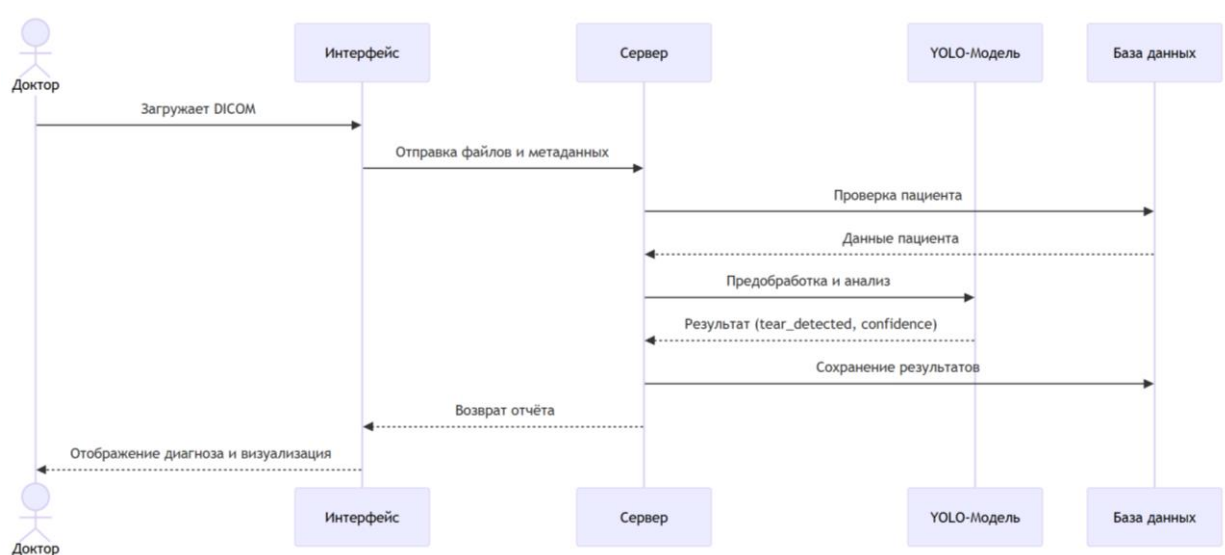 Доктор
Интерфейс
Сервер
YOLO-Модель
База данных
Загружает DICOM
Отправка файлов и метаданных
Проверка пациента
Данные пациента
Предобработка и анализ
Результат (tear_detected, confidence)
Сохранение результатов
Возврат отчёта
Отображение диагноза и визуализация
Доктор
Интерфейс
Сервер
YOLO-Модель
База данных